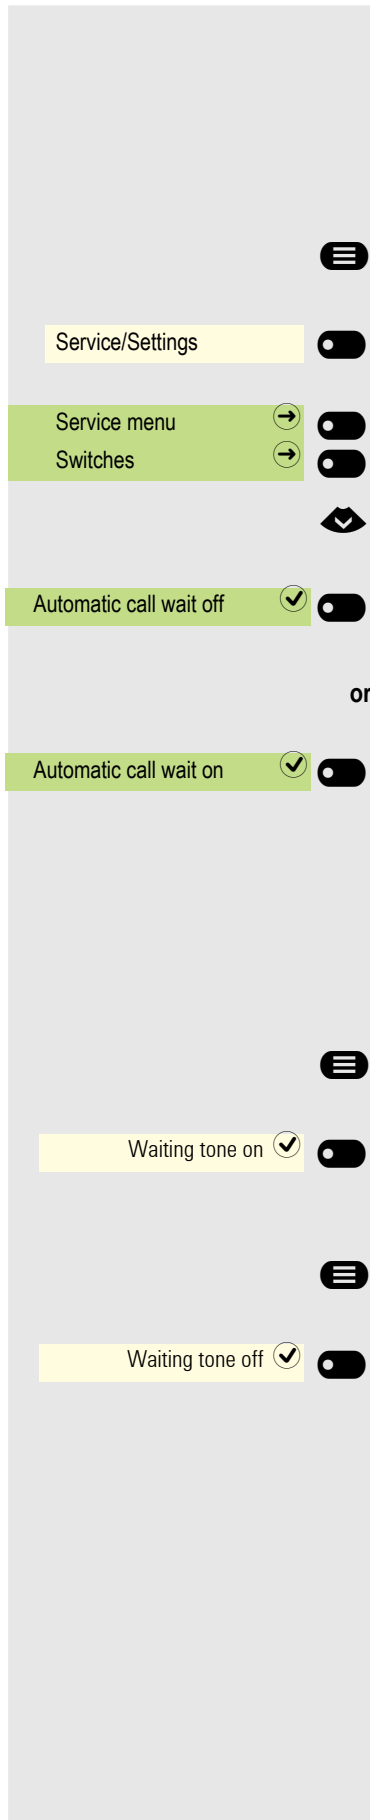 Service/Settings
Service menu
Switches
Automatic call wait off
or
Automatic call wait on
Waiting tone on
Waiting tone off